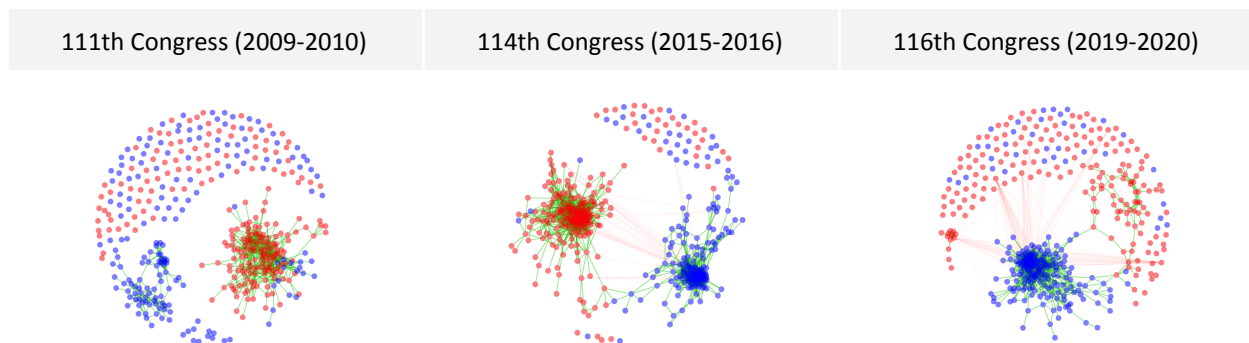 111th Congress (2009-2010)
114th Congress (2015-2016)
116th Congress (2019-2020)